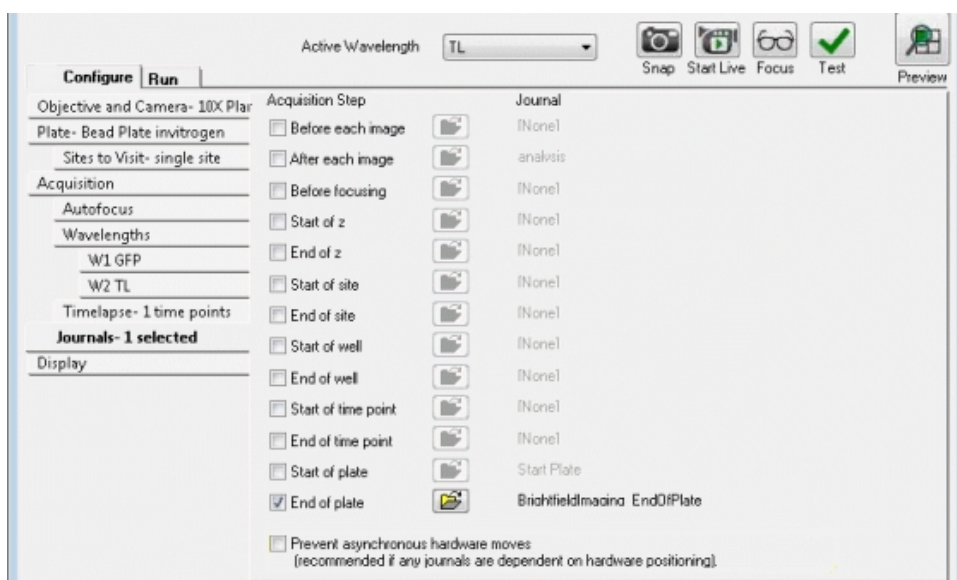 Active Wavelength TL
Snap Start Live Focus Test Preview
Configure Run
Objective and Camera- 10X Plan
Plate- Bead Plate invitrogen
Sites to Visit- single site
Acquisition
Autofocus
Wavelengths
W1 GFP
W2 TL
Timelapse- 1 time points
Journals- 1 selected
Display
Acquisition Step Journal
Before each image [None]
After each image analysis
Before focusing [None]
Start of z [None]
End of z [None]
Start of site [None]
End of site [None]
Start of well [None]
End of well [None]
Start of time point [None]
End of time point [None]
Start of plate Start Plate
End of plate BrightfieldImaging_EndOfPlate
Prevent asynchronous hardware moves
(recommended if any journals are dependent on hardware positioning).